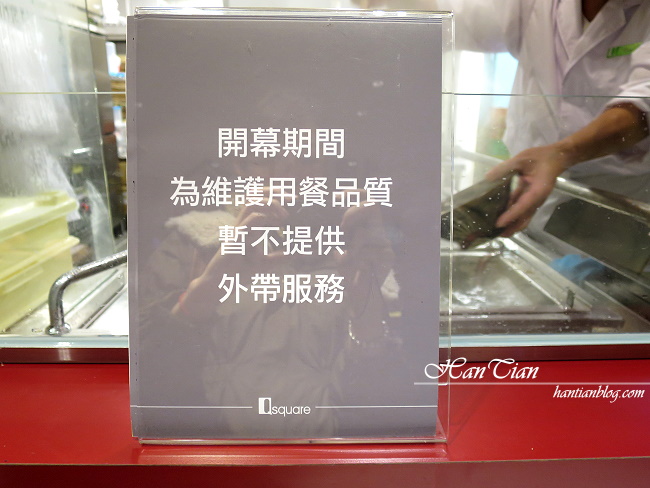 開幕期間
為維護用餐品質
暫不提供
外帶服務
Qsquare
HanTian
hantianblog.com